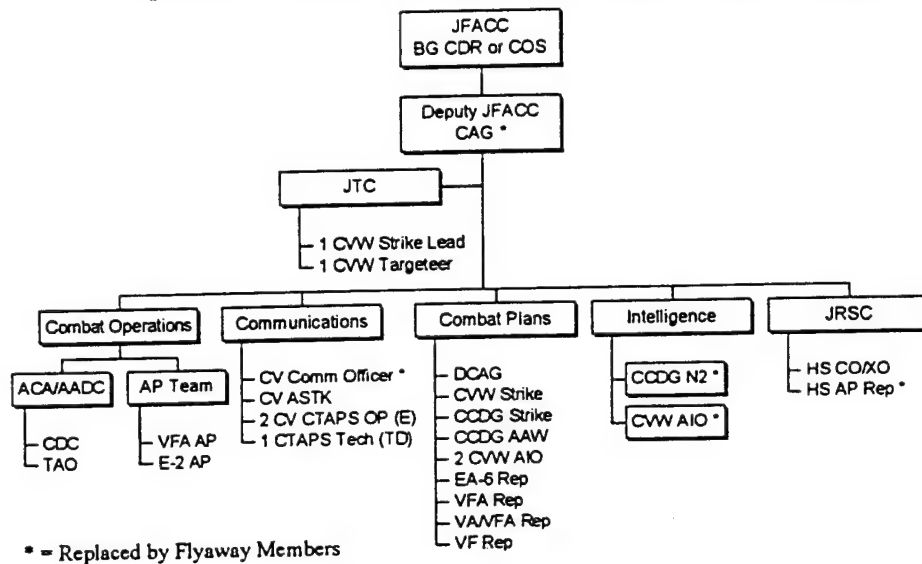 JFACC
BG CDR or COS
Deputy JFACC
CAG *
JTC
1 CVW Strike Lead
1 CVW Targeteer
Combat Operations
Communications
Combat Plans
Intelligence
JRSC
ACA/AADC
AP Team
CDC
TAO
VFA AP
E-2 AP
CV Comm Officer *
CV ASTK
2 CV CTAPS OP (E)
1 CTAPS Tech (TD)
DCAG
CVW Strike
CCDG Strike
CCDG AAW
2 CVW AIO
EA-6 Rep
VFA Rep
VA/VFA Rep
VF Rep
CCDG N2 *
CVW AIO *
HS CO/XO
HS AP Rep *
* = Replaced by Flyaway Members